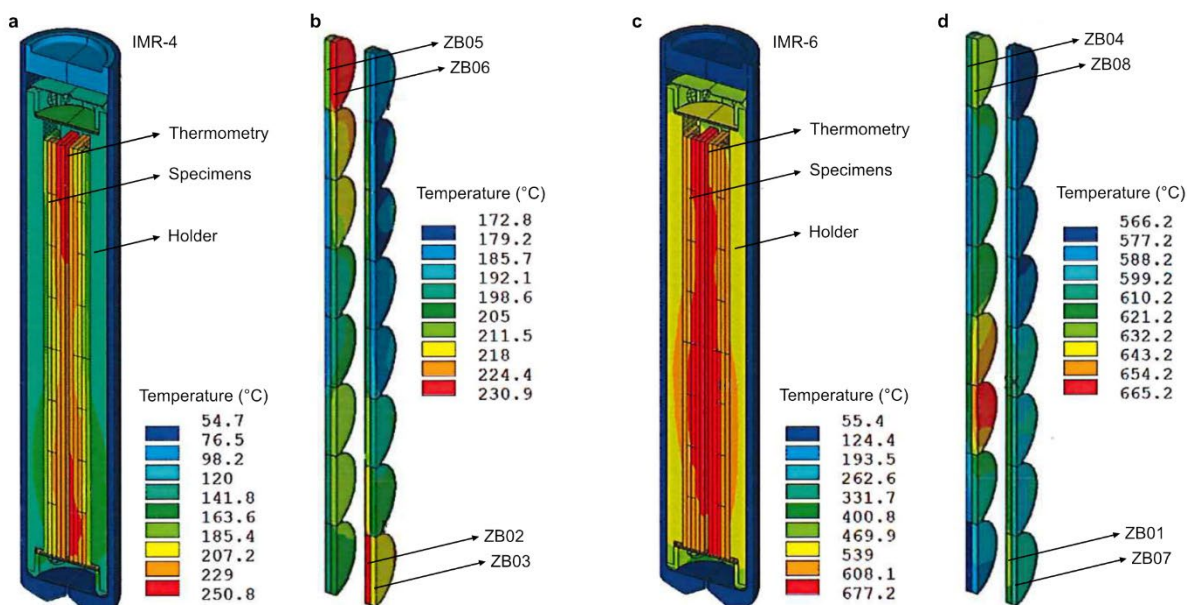 a
IMR-4
Thermometry
Specimens
Holder
Temperature (°C)
54.7
76.5
98.2
120
141.8
163.6
185.4
207.2
229
250.8
b
ZB05
ZB06
Temperature (°C)
172.8
179.2
185.7
192.1
198.6
205
211.5
218
224.4
230.9
ZB02
ZB03
c
IMR-6
Thermometry
Specimens
Holder
Temperature (°C)
55.4
124.4
193.5
262.6
331.7
400.8
469.9
539
608.1
677.2
d
ZB04
ZB08
Temperature (°C)
566.2
577.2
588.2
599.2
610.2
621.2
632.2
643.2
654.2
665.2
ZB01
ZB07